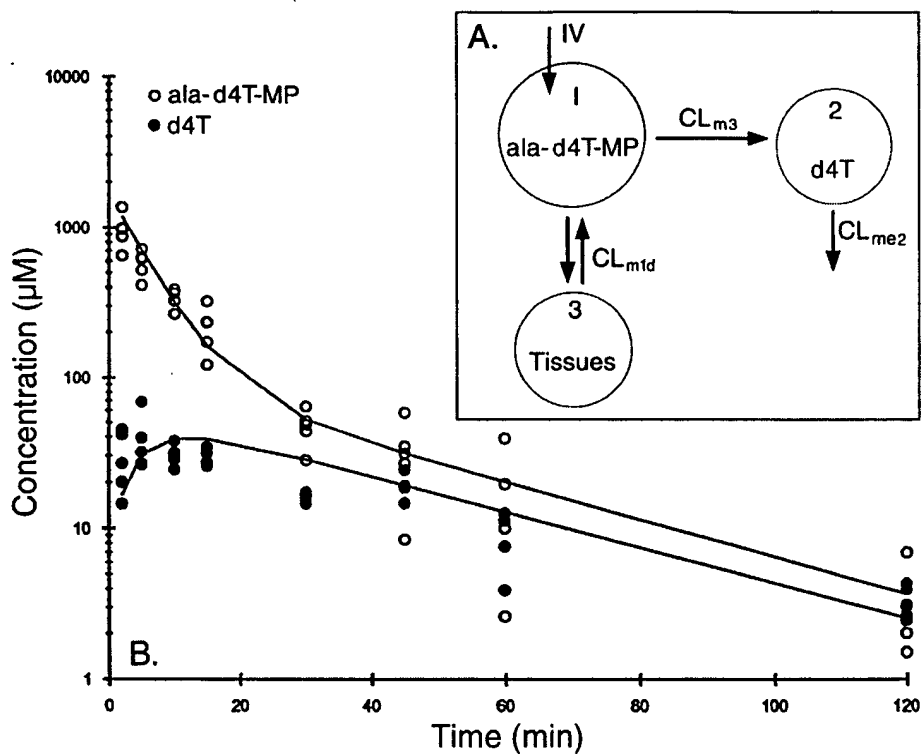 A.
IV
1
ala-d4T-MP
CLm3
2
d4T
CLme2
CLm1d
3
Tissues
○ ala-d4T-MP
● d4T
Concentration (µM)
10000
1000
100
10
1
B.
0 20 40 60 80 100 120
Time (min)